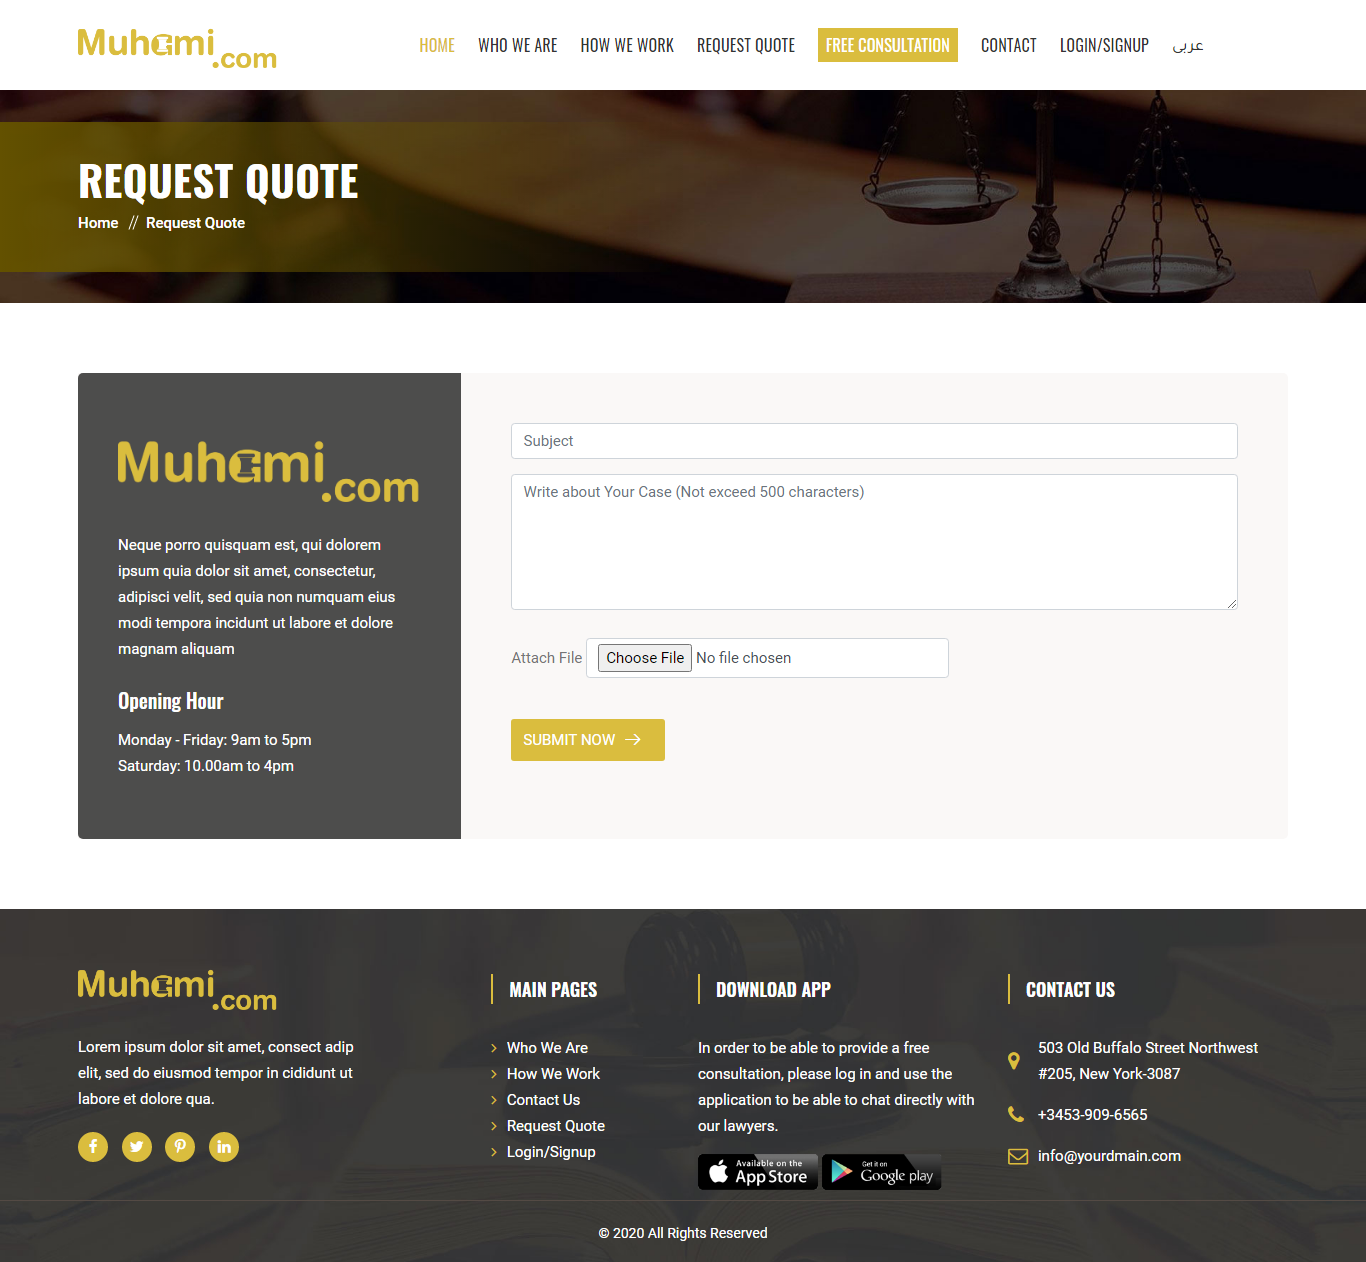 Muhami.com
HOME WHO WE ARE HOW WE WORK REQUEST QUOTE FREE CONSULTATION CONTACT LOGIN/SIGNUP عربى
REQUEST QUOTE
Home // Request Quote
Muhami.com
Neque porro quisquam est, qui dolorem
ipsum quia dolor sit amet, consectetur,
adipisci velit, sed quia non numquam eius
modi tempora incidunt ut labore et dolore
magnam aliquam
Opening Hour
Monday - Friday: 9am to 5pm
Saturday: 10.00am to 4pm
Subject
Write about Your Case (Not exceed 500 characters)
Attach File Choose File No file chosen
SUBMIT NOW
Muhami.com
Lorem ipsum dolor sit amet, consect adip
elit, sed do eiusmod tempor in cididunt ut
labore et dolore qua.
MAIN PAGES
Who We Are
How We Work
Contact Us
Request Quote
Login/Signup
DOWNLOAD APP
In order to be able to provide a free
consultation, please log in and use the
application to be able to chat directly with
our lawyers.
Available on the
App Store
Get it on
Google play
CONTACT US
503 Old Buffalo Street Northwest
#205, New York-3087
+3453-909-6565
info@yourdmain.com
© 2020 All Rights Reserved